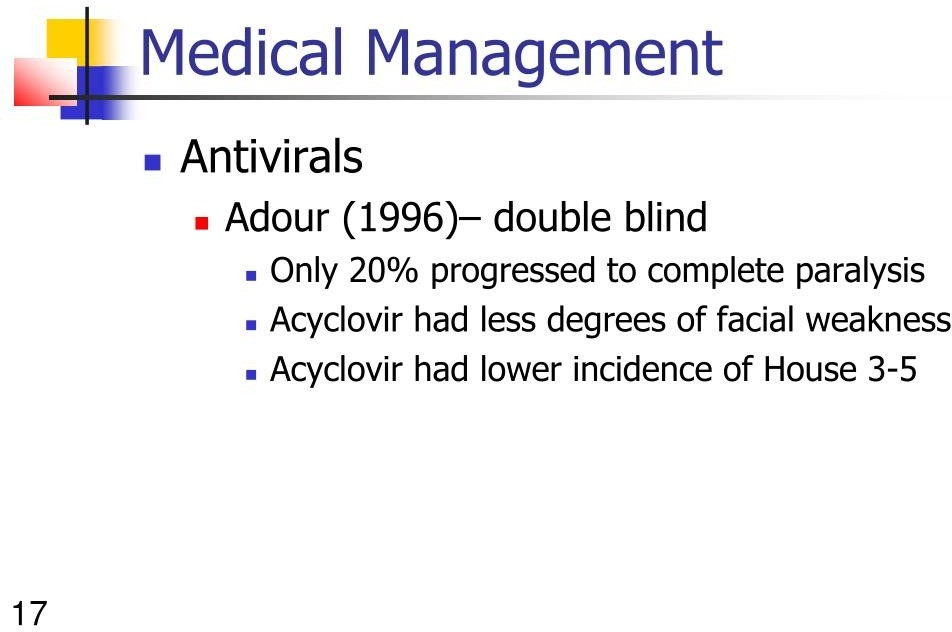 Medical Management
Antivirals
Adour (1996)– double blind
Only 20% progressed to complete paralysis
Acyclovir had less degrees of facial weakness
Acyclovir had lower incidence of House 3-5
17